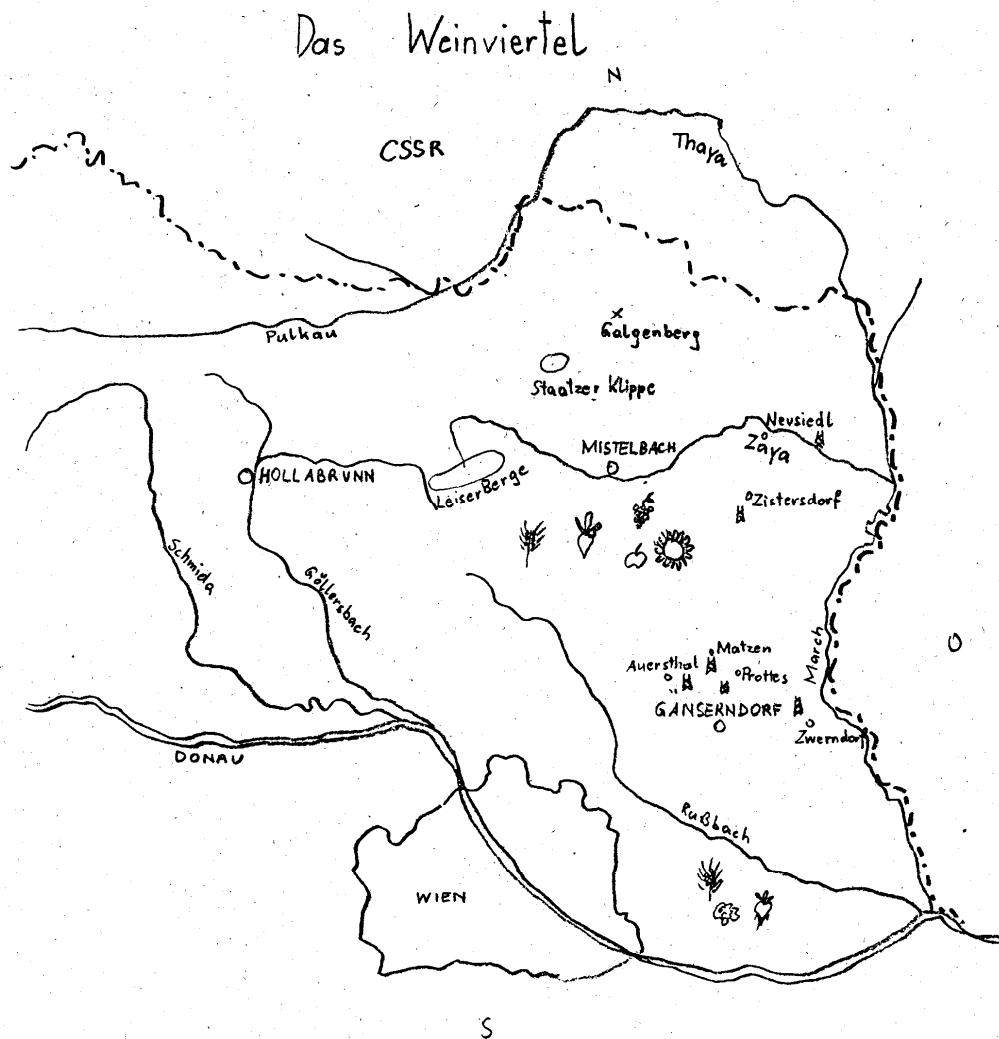 Das Weinviertel
N
CSSR
Thaya
Pulkau
Galgenberg
Staatzer Klippe
Neusiedl
Zaya
MISTELBACH
HOLLABRUNN
Leiser Berge
Zistersdorf
Schmida
Göllersbach
March
O
Matzen
Auersthal
Prottes
GÄNSERNDORF
Zwerndorf
DONAU
Rußbach
WIEN
S